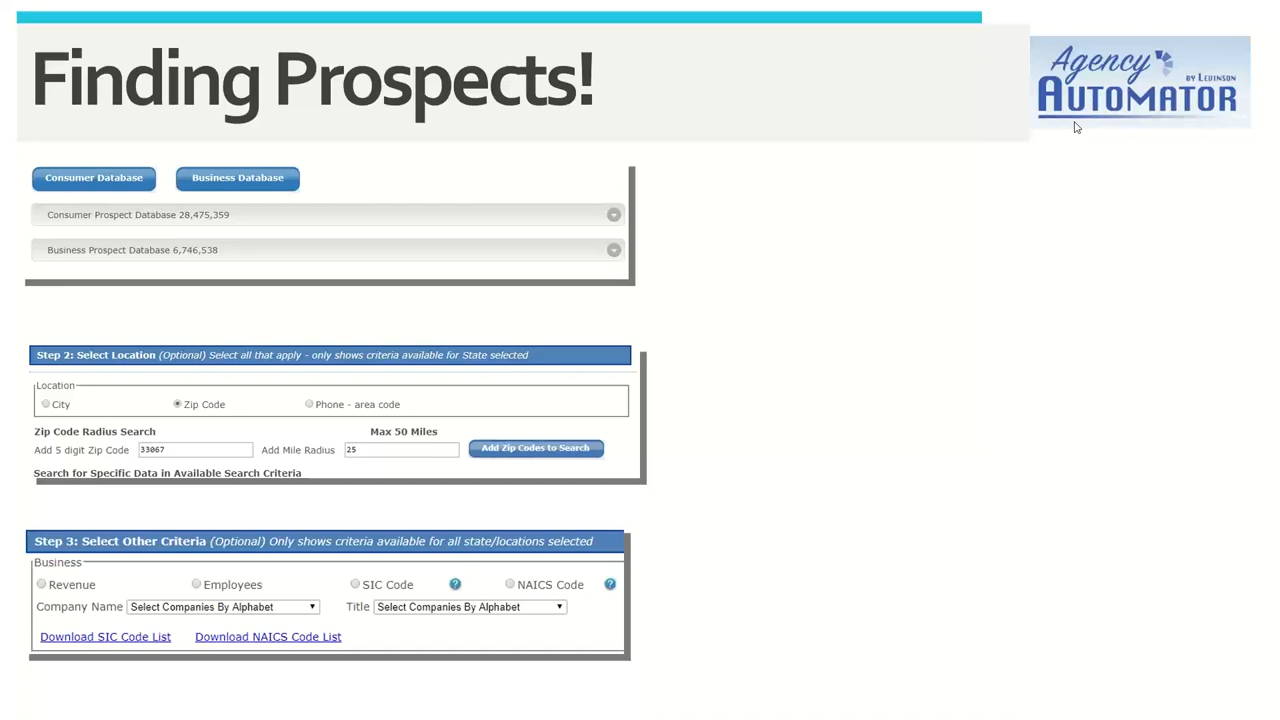 Finding Prospects!
Agency
BY LEVINSON
AUTOMATOR
Consumer Database Business Database
Consumer Prospect Database 28,475,359
Business Prospect Database 6,746,538
Step 2: Select Location (Optional) Select all that apply - only shows criteria available for State selected
Location
City Zip Code Phone - area code
Zip Code Radius Search Max 50 Miles
Add 5 digit Zip Code 33067 Add Mile Radius 25 Add Zip Codes to Search
Search for Specific Data in Available Search Criteria
Step 3: Select Other Criteria (Optional) Only shows criteria available for all state/locations selected
Business
Revenue Employees SIC Code ? NAICS Code ?
Company Name Select Companies By Alphabet Title Select Companies By Alphabet
Download SIC Code List Download NAICS Code List